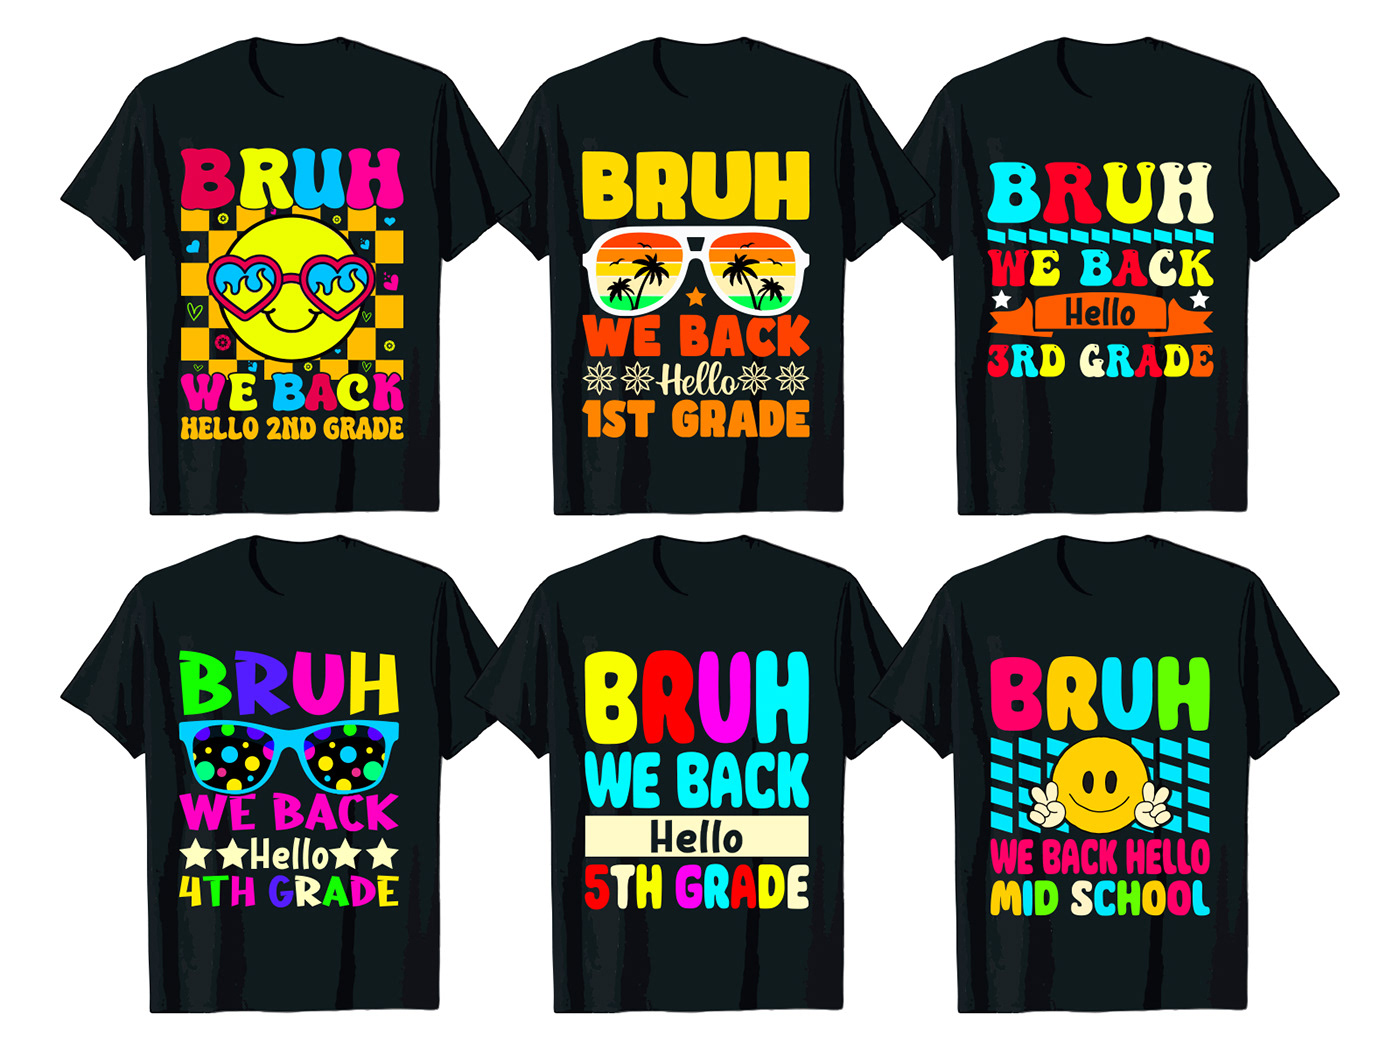 BRUH
WE BACK
HELLO 2ND GRADE
BRUH
WE BACK
Hello
1ST GRADE
BRUH
WE BACK
Hello
3RD GRADE
BRUH
WE BACK
Hello
4TH GRADE
BRUH
WE BACK
Hello
5TH GRADE
BRUH
WE BACK HELLO
MID SCHOOL